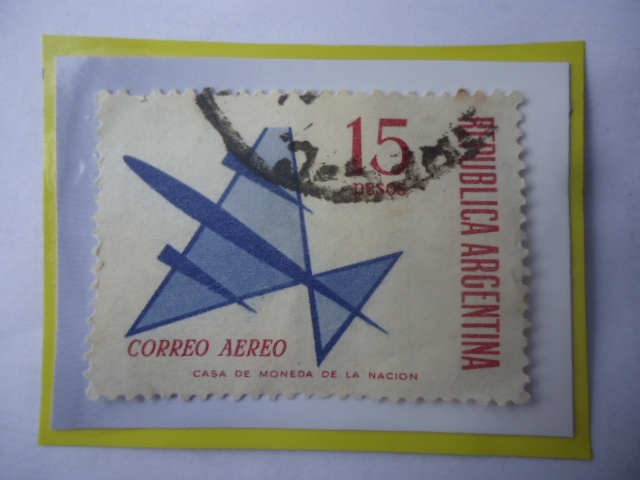 15
PESOS
REPUBLICA ARGENTINA
CORREO AEREO
CASA DE MONEDA DE LA NACION